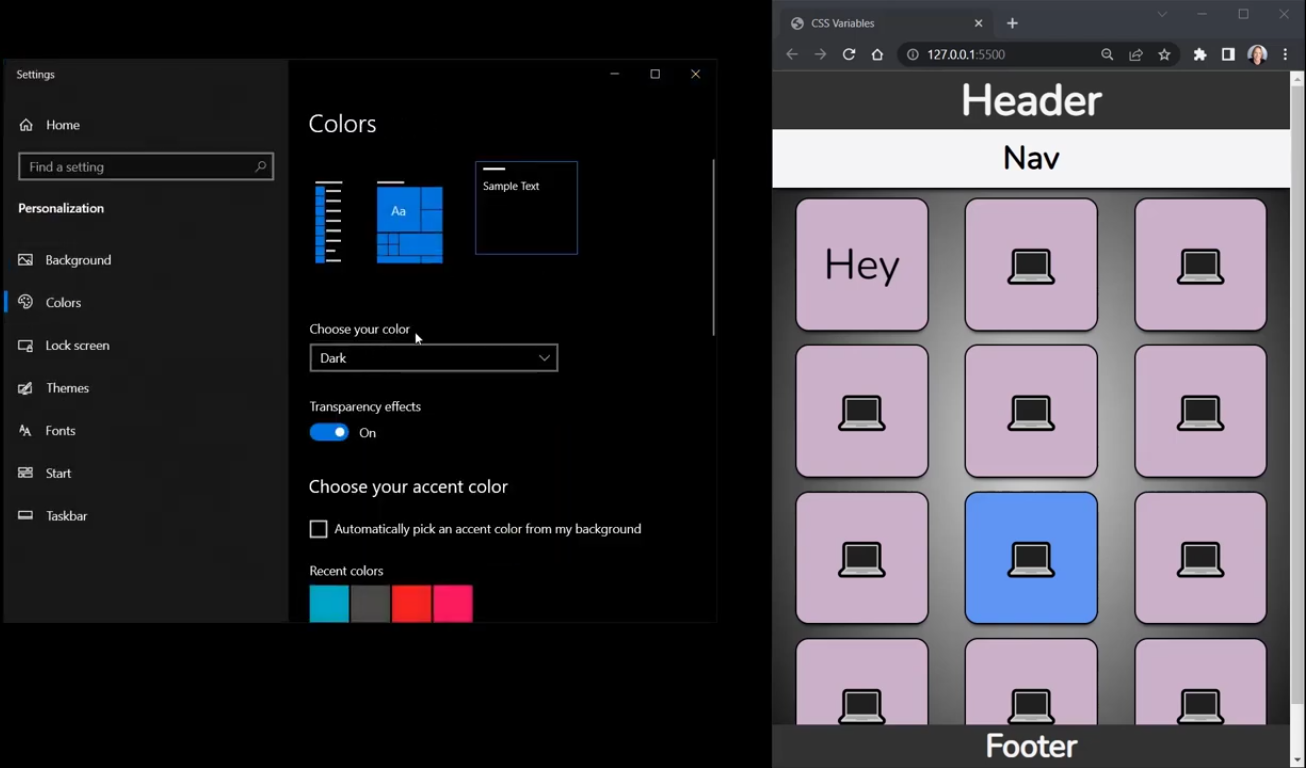 Settings
Home
Find a setting
Personalization
Background
Colors
Lock screen
Themes
Fonts
Start
Taskbar
Colors
Aa
Sample Text
Choose your color
Dark
Transparency effects
On
Choose your accent color
Automatically pick an accent color from my background
Recent colors
CSS Variables
127.0.0.1:5500
Header
Nav
Hey
Footer